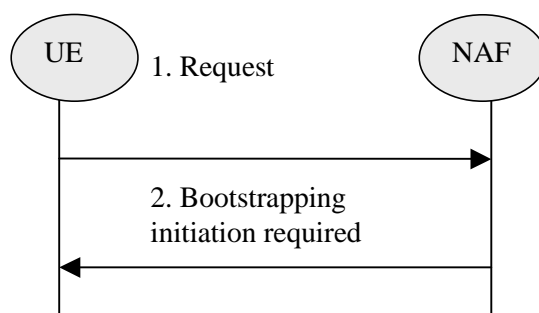 UE
NAF
1. Request
2. Bootstrapping
initiation required